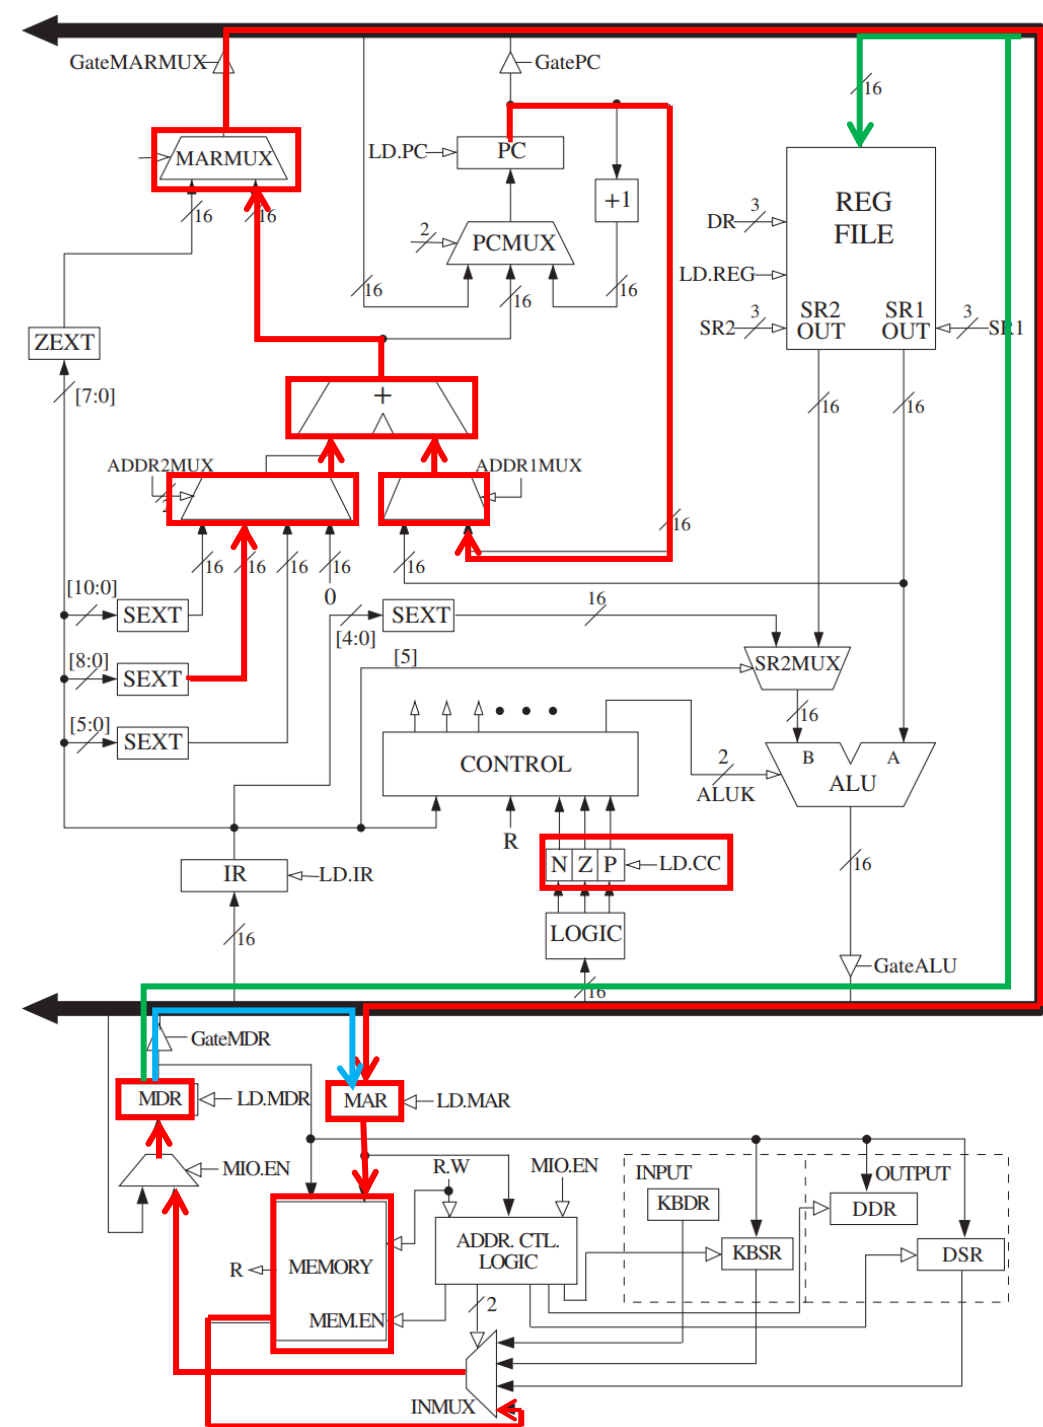 GateMARMUX
GatePC
16
MARMUX
LD.PC
PC
+1
REG
FILE
DR
3
16
16
2
PCMUX
LD.REG
16
16
16
ZEXT
SR2
3
SR2
OUT
SR1
OUT
3
SR1
[7:0]
+
16
16
ADDR2MUX
ADDR1MUX
2
16
16
16
16
16
16
[10:0]
SEXT
0
[4:0]
SEXT
16
[8:0]
SEXT
[5]
SR2MUX
[5:0]
SEXT
16
CONTROL
2
ALUK
B
A
ALU
R
IR
LD.IR
N
Z
P
LD.CC
16
16
LOGIC
GateALU
16
GateMDR
MDR
LD.MDR
MAR
LD.MAR
MIO.EN
R.W
MIO.EN
INPUT
OUTPUT
KBDR
DDR
R
MEMORY
ADDR. CTL.
LOGIC
KBSR
DSR
MEM.EN
2
INMUX